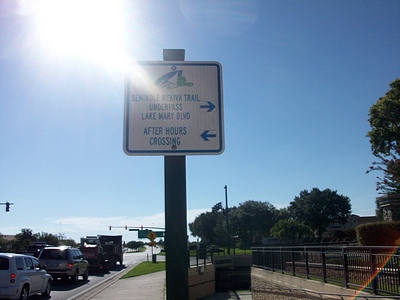 SEMINOLE WEKIVA TRAIL
UNDERPASS
LAKE MARY BLVD
AFTER HOURS
CROSSING